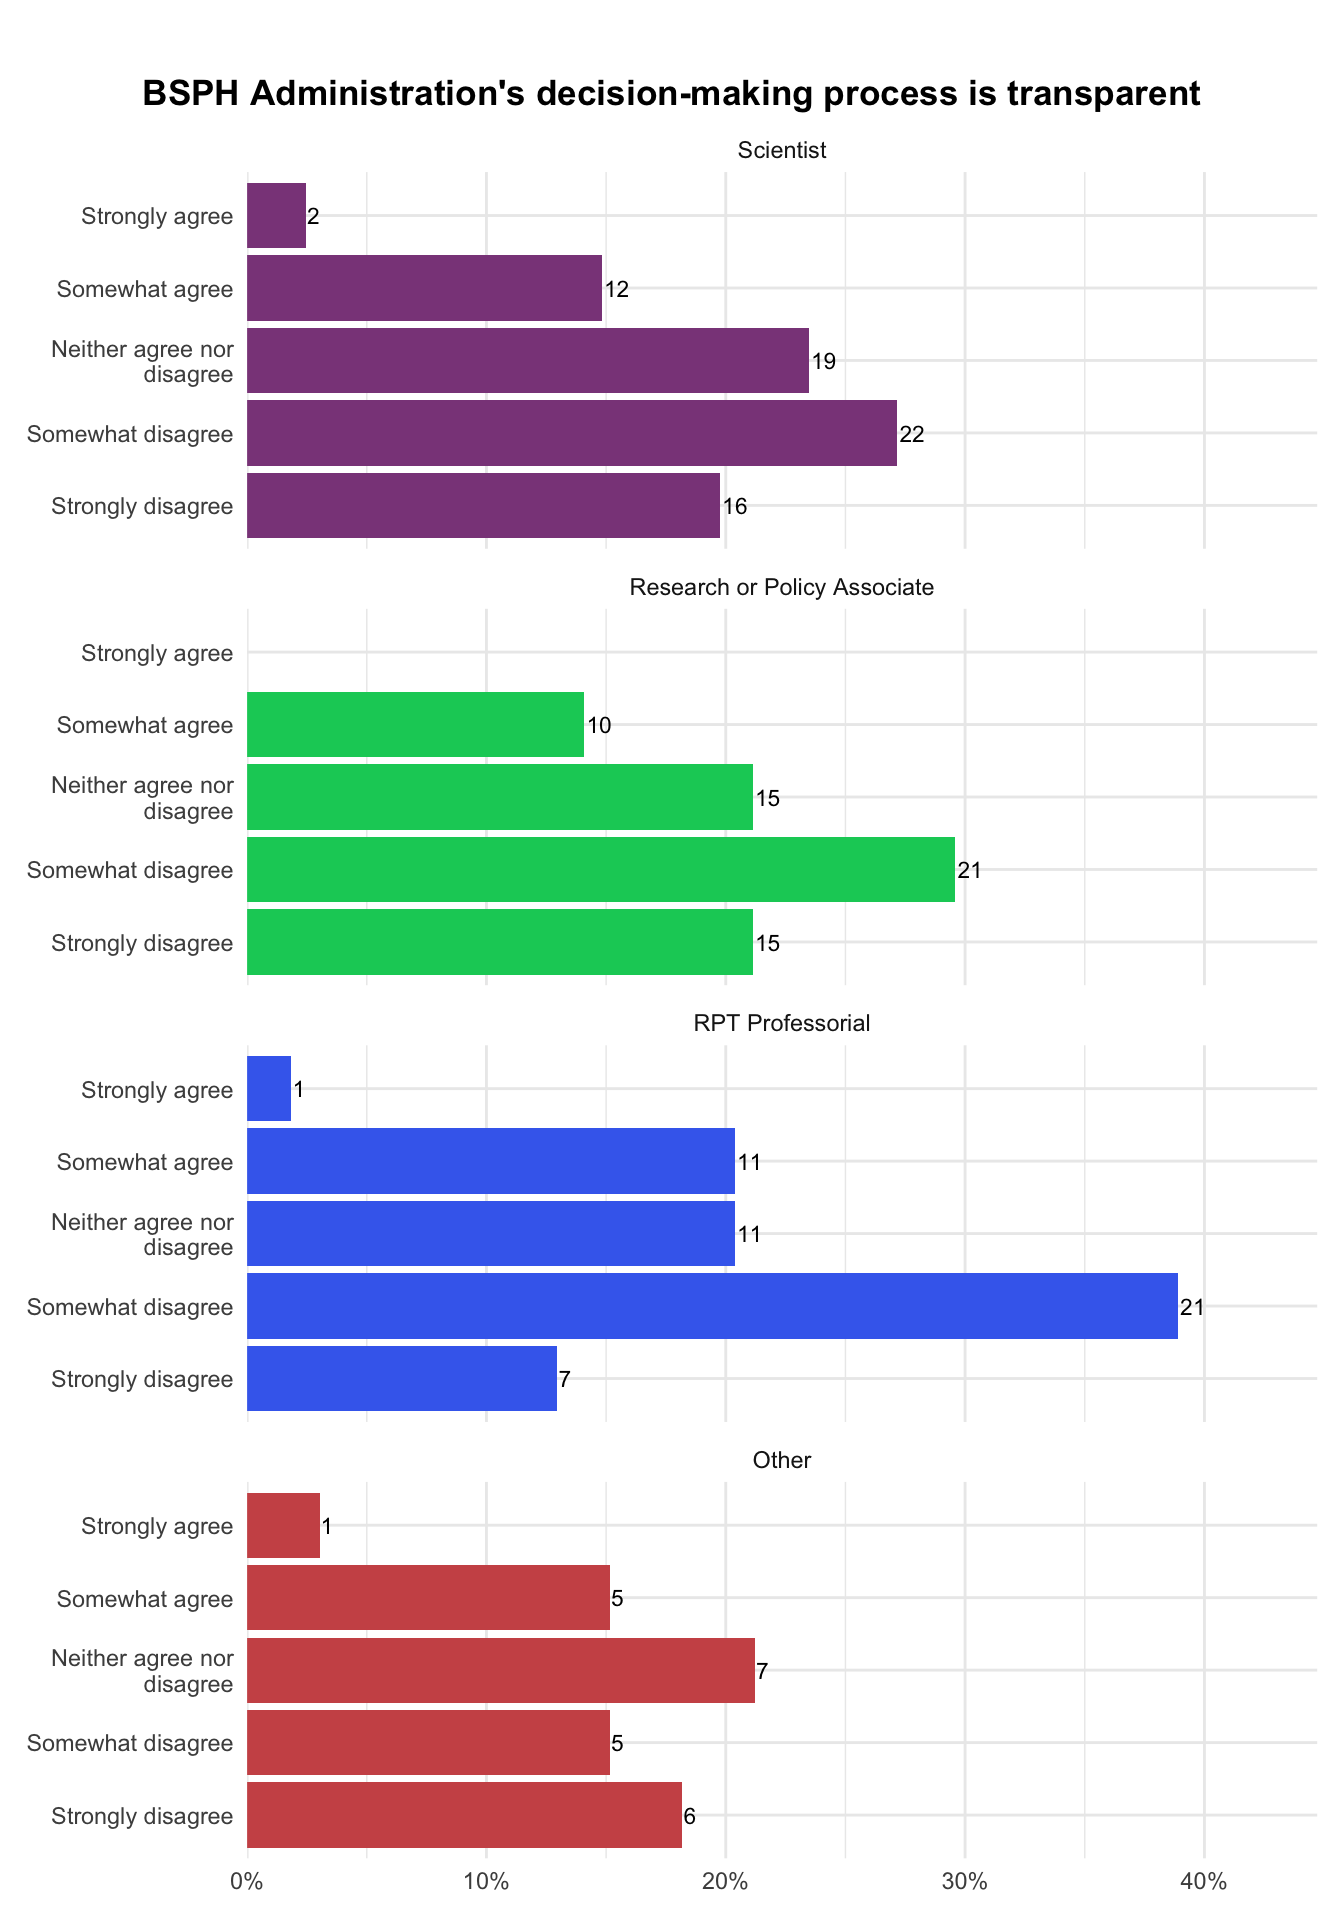 BSPH Administration's decision-making process is transparent
Scientist
Strongly agree
2
Somewhat agree
12
Neither agree nor
disagree
19
Somewhat disagree
22
Strongly disagree
16
Research or Policy Associate
Strongly agree
Somewhat agree
10
Neither agree nor
disagree
15
Somewhat disagree
21
Strongly disagree
15
RPT Professorial
Strongly agree
1
Somewhat agree
11
Neither agree nor
disagree
11
Somewhat disagree
21
Strongly disagree
7
Other
Strongly agree
1
Somewhat agree
5
Neither agree nor
disagree
7
Somewhat disagree
5
Strongly disagree
6
0% 10% 20% 30% 40%